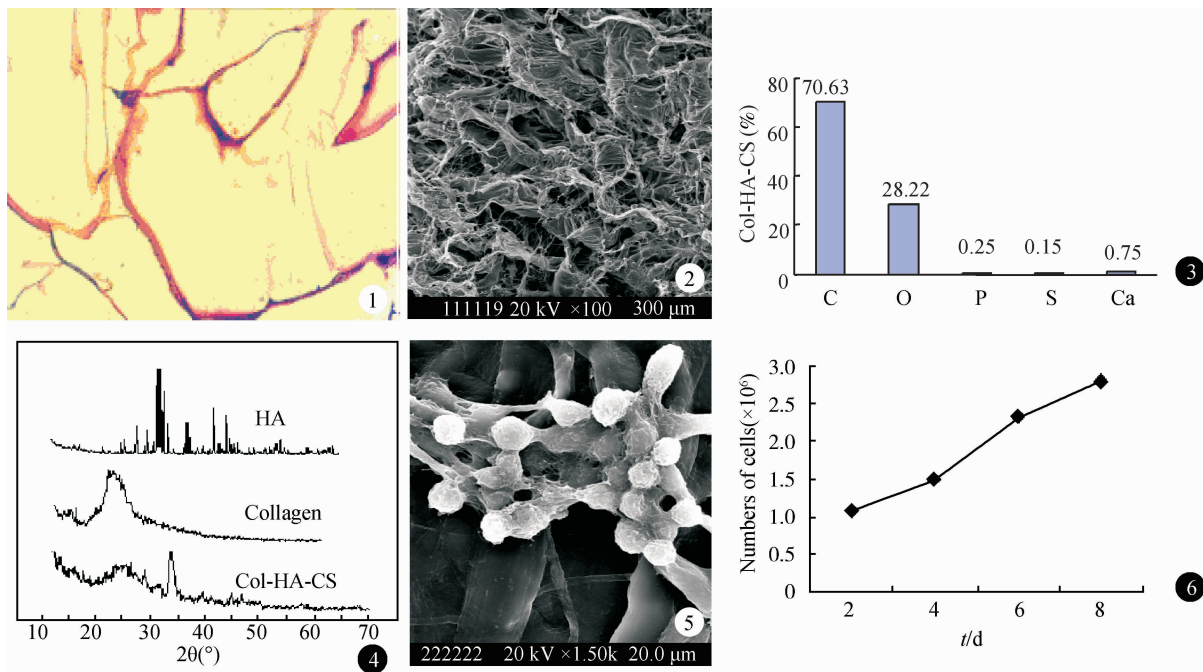 1
111119 20 kV ×100 300 μm
2
Col-HA-CS (%)
80
60
40
20
0
70.63
28.22
0.25
0.15
0.75
C O P S Ca
3
HA
Collagen
Col-HA-CS
10 20 30 40 50 60 70
2θ(°)
4
222222 20 kV ×1.50k 20.0 μm
5
Numbers of cells(×10⁶)
3.0
2.5
2.0
1.5
1.0
0.5
0
2 4 6 8
t/d
6